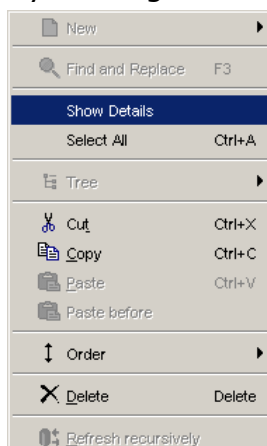 New
Find and Replace F3
Show Details
Select All Ctrl+A
Tree
Cut Ctrl+X
Copy Ctrl+C
Paste Ctrl+V
Paste before
Order
Delete Delete
Refresh recursively